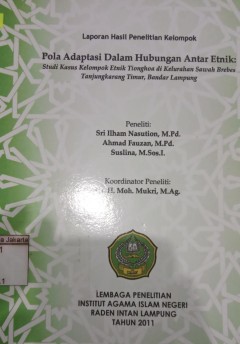 Laporan Hasil Penelitian Kelompok
Pola Adaptasi Dalam Hubungan Antar Etnik:
Studi Kasus Kelompok Etnik Tionghoa di Kelurahan Sawah Brebes
Tanjungkarang Timur, Bandar Lampung
Peneliti:
Sri Ilham Nasution, M.Pd.
Ahmad Fauzan, M.Pd.
Suslina, M.Sos.I.
Koordinator Peneliti:
H. Moh. Mukri, M.Ag.
Jakarta
LEMBAGA PENELITIAN
INSTITUT AGAMA ISLAM NEGERI
RADEN INTAN LAMPUNG
TAHUN 2011